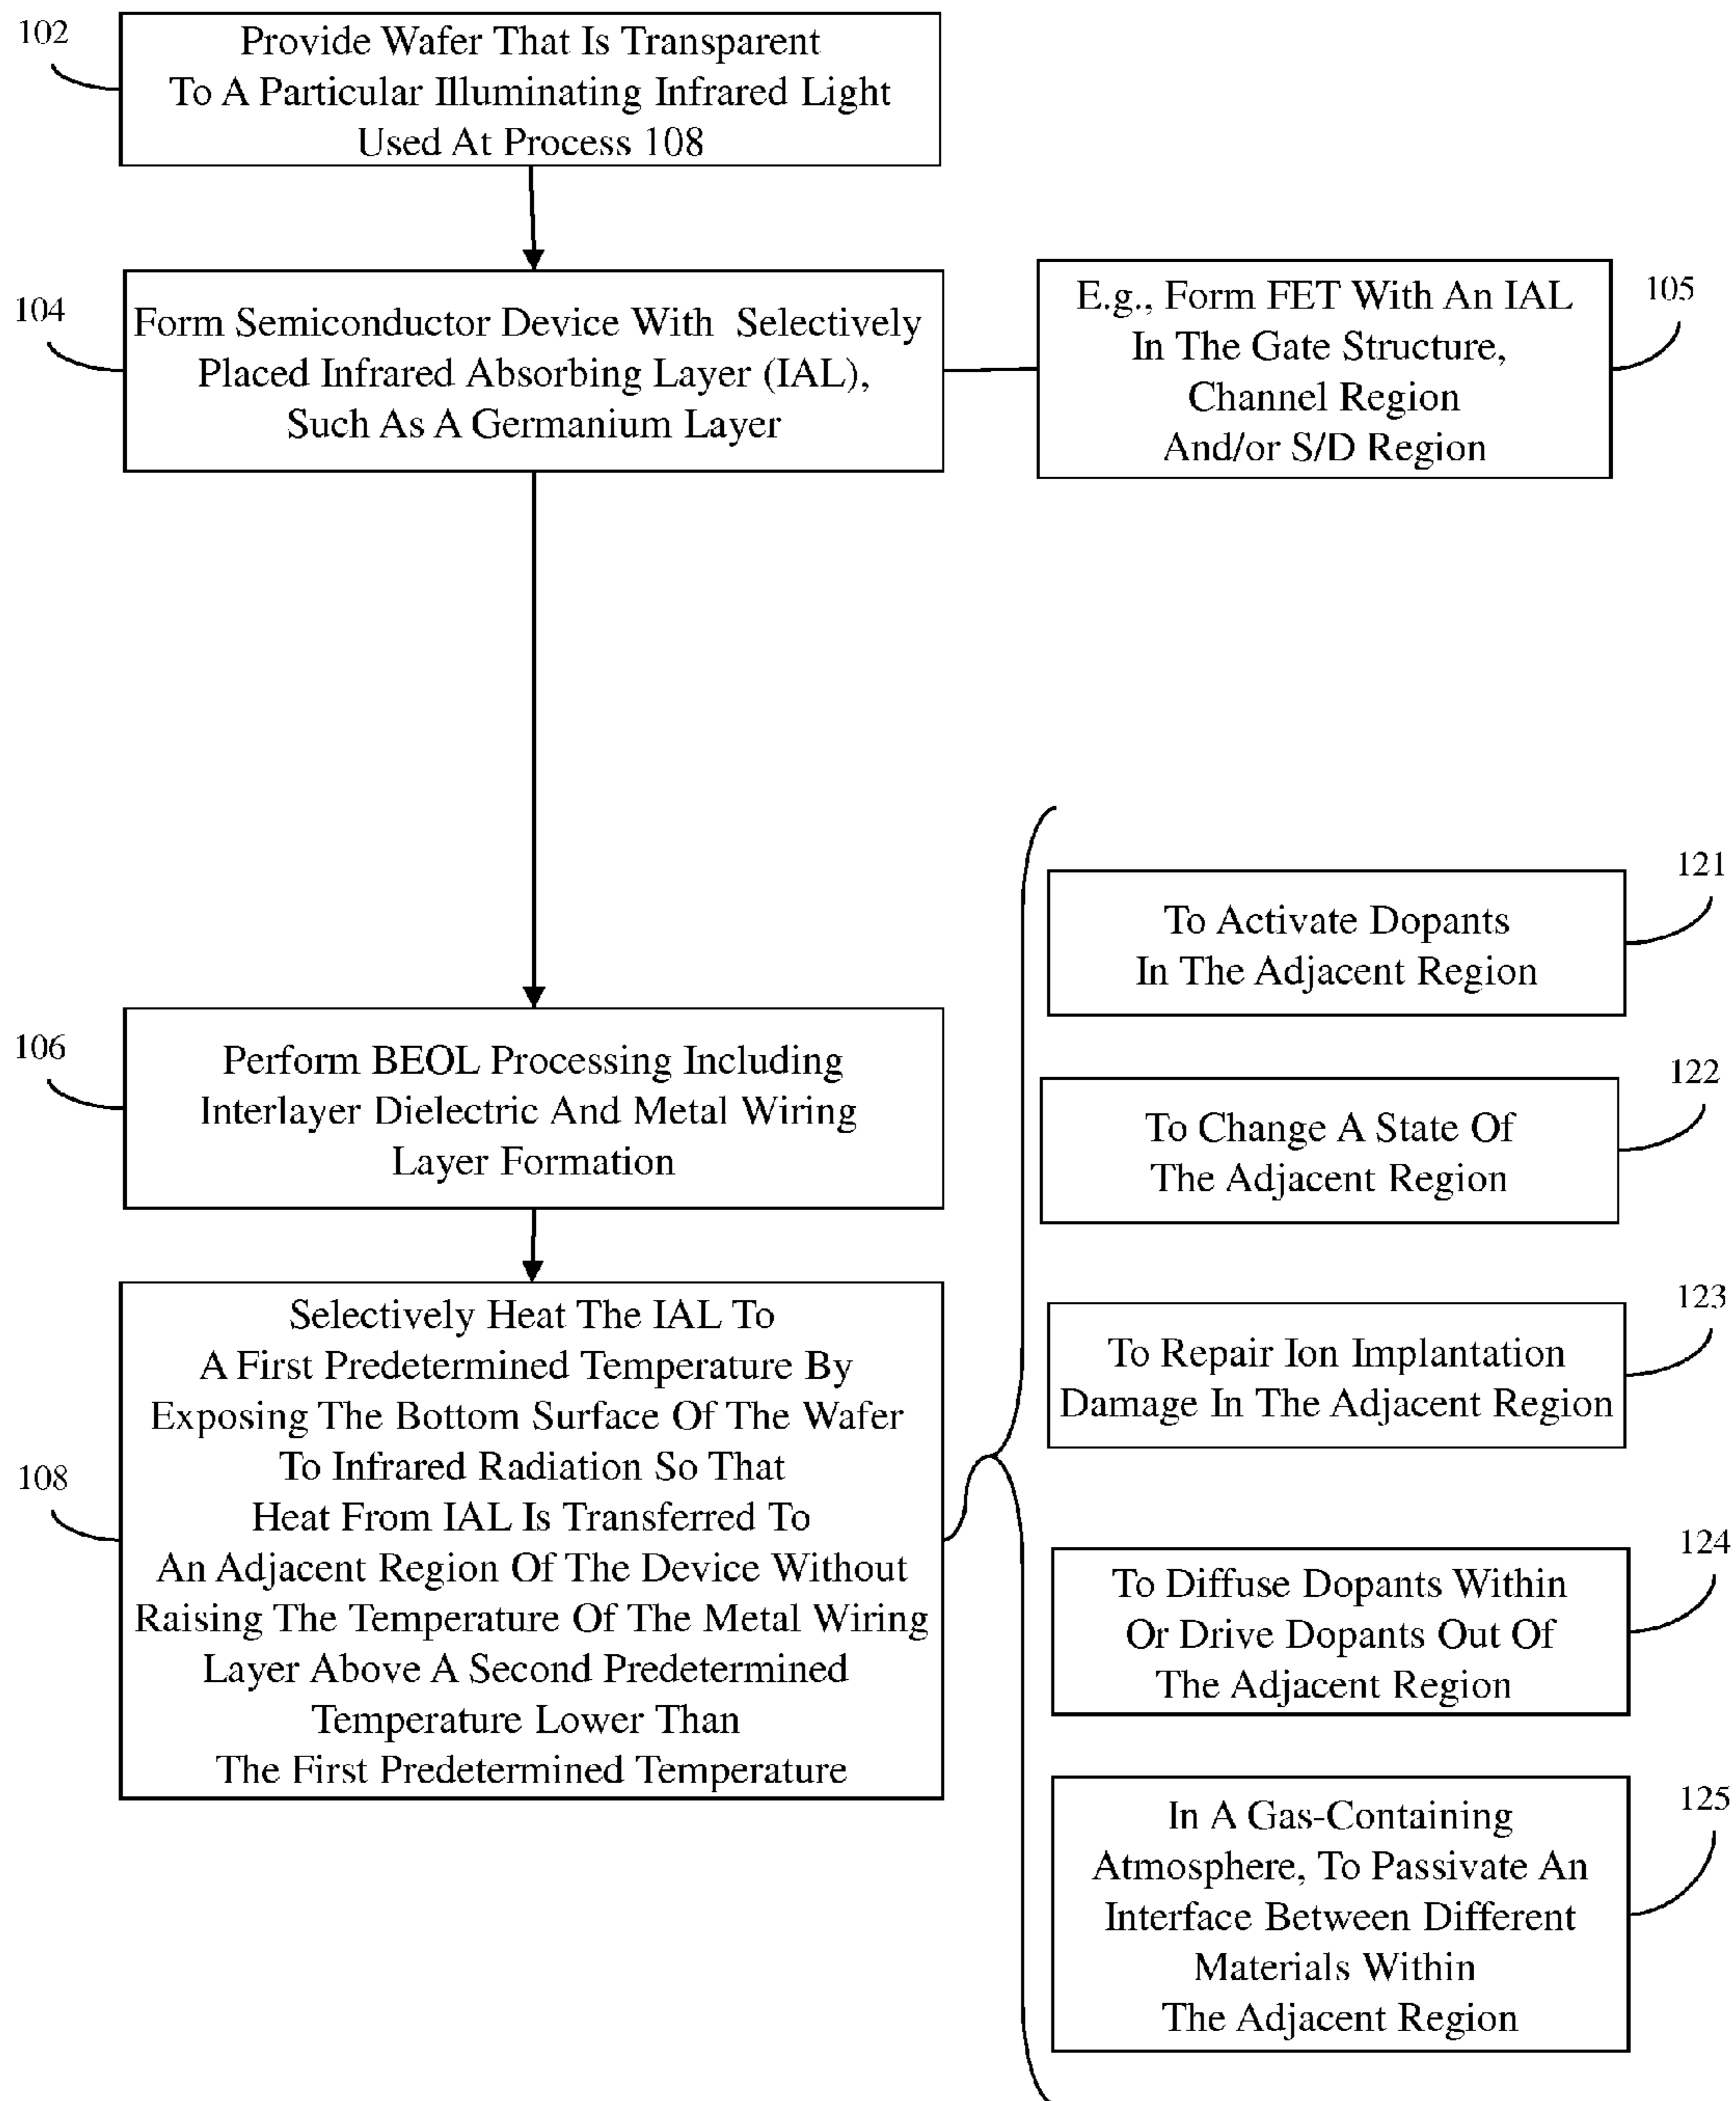 102
Provide Wafer That Is Transparent
To A Particular Illuminating Infrared Light
Used At Process 108
104
Form Semiconductor Device With Selectively
Placed Infrared Absorbing Layer (IAL),
Such As A Germanium Layer
E.g., Form FET With An IAL
In The Gate Structure,
Channel Region
And/or S/D Region
105
106
Perform BEOL Processing Including
Interlayer Dielectric And Metal Wiring
Layer Formation
108
Selectively Heat The IAL To
A First Predetermined Temperature By
Exposing The Bottom Surface Of The Wafer
To Infrared Radiation So That
Heat From IAL Is Transferred To
An Adjacent Region Of The Device Without
Raising The Temperature Of The Metal Wiring
Layer Above A Second Predetermined
Temperature Lower Than
The First Predetermined Temperature
121
To Activate Dopants
In The Adjacent Region
122
To Change A State Of
The Adjacent Region
123
To Repair Ion Implantation
Damage In The Adjacent Region
124
To Diffuse Dopants Within
Or Drive Dopants Out Of
The Adjacent Region
125
In A Gas-Containing
Atmosphere, To Passivate An
Interface Between Different
Materials Within
The Adjacent Region